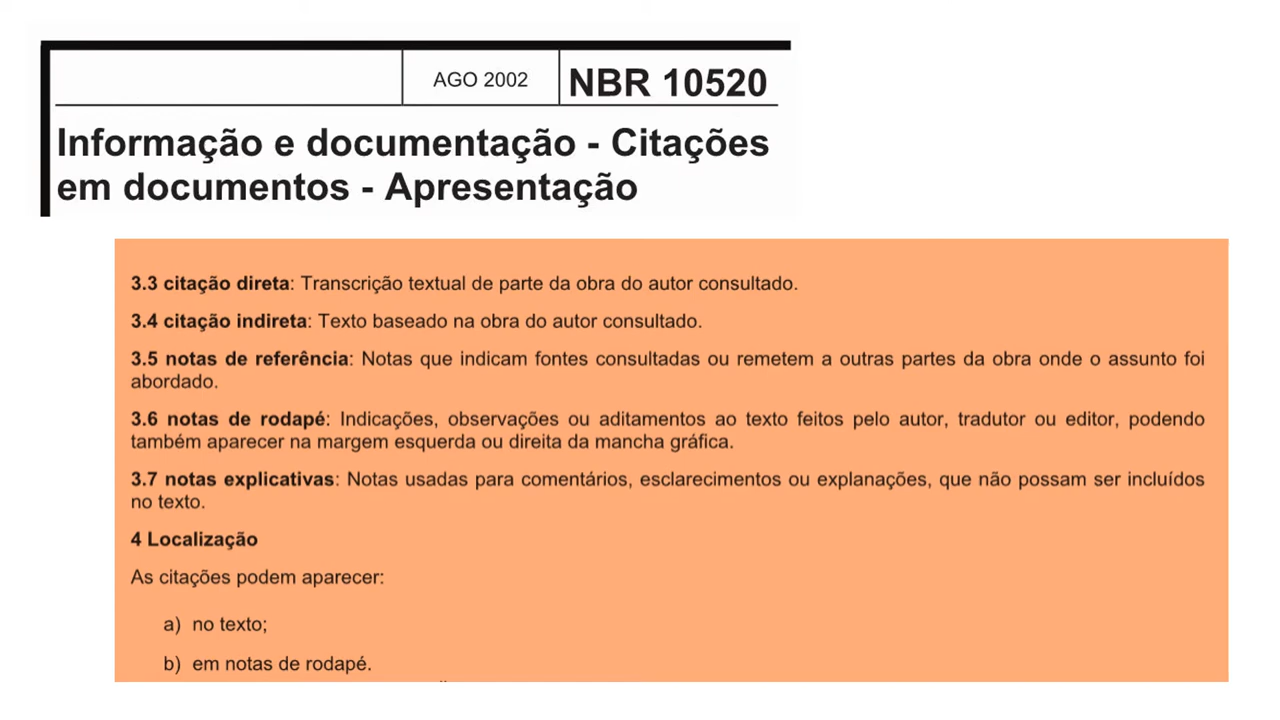 AGO 2002
NBR 10520
Informação e documentação - Citações
em documentos - Apresentação
3.3 citação direta: Transcrição textual de parte da obra do autor consultado.
3.4 citação indireta: Texto baseado na obra do autor consultado.
3.5 notas de referência: Notas que indicam fontes consultadas ou remetem a outras partes da obra onde o assunto foi
abordado.
3.6 notas de rodapé: Indicações, observações ou aditamentos ao texto feitos pelo autor, tradutor ou editor, podendo
também aparecer na margem esquerda ou direita da mancha gráfica.
3.7 notas explicativas: Notas usadas para comentários, esclarecimentos ou explanações, que não possam ser incluídos
no texto.
4 Localização
As citações podem aparecer:
a) no texto;
b) em notas de rodapé.